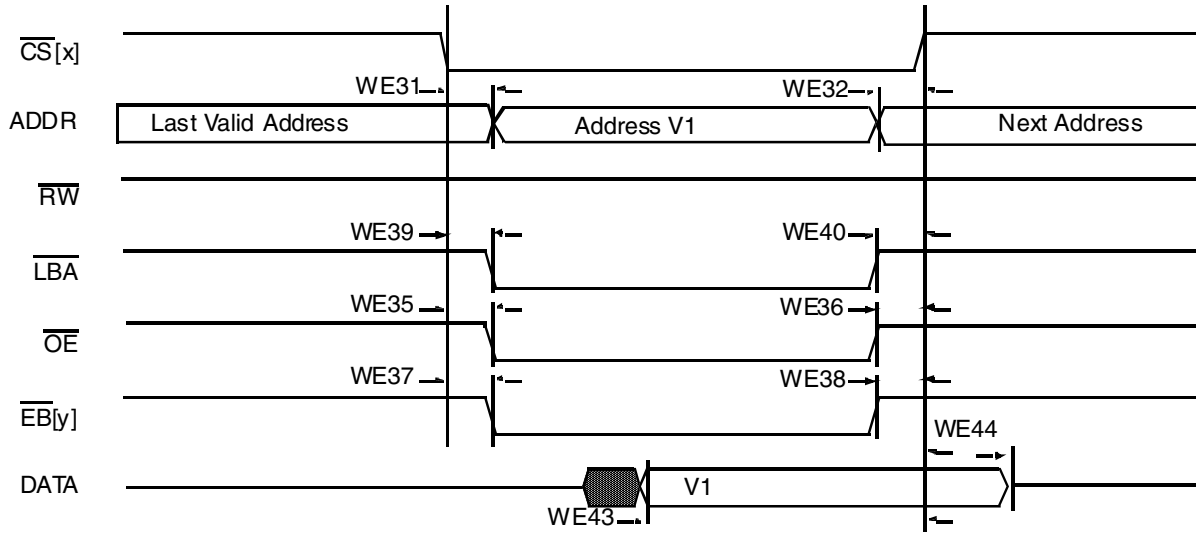 CS[x]
WE31
WE32
ADDR
Last Valid Address
Address V1
Next Address
RW
WE39
WE40
LBA
WE35
WE36
OE
WE37
WE38
EB[y]
WE44
DATA
V1
WE43